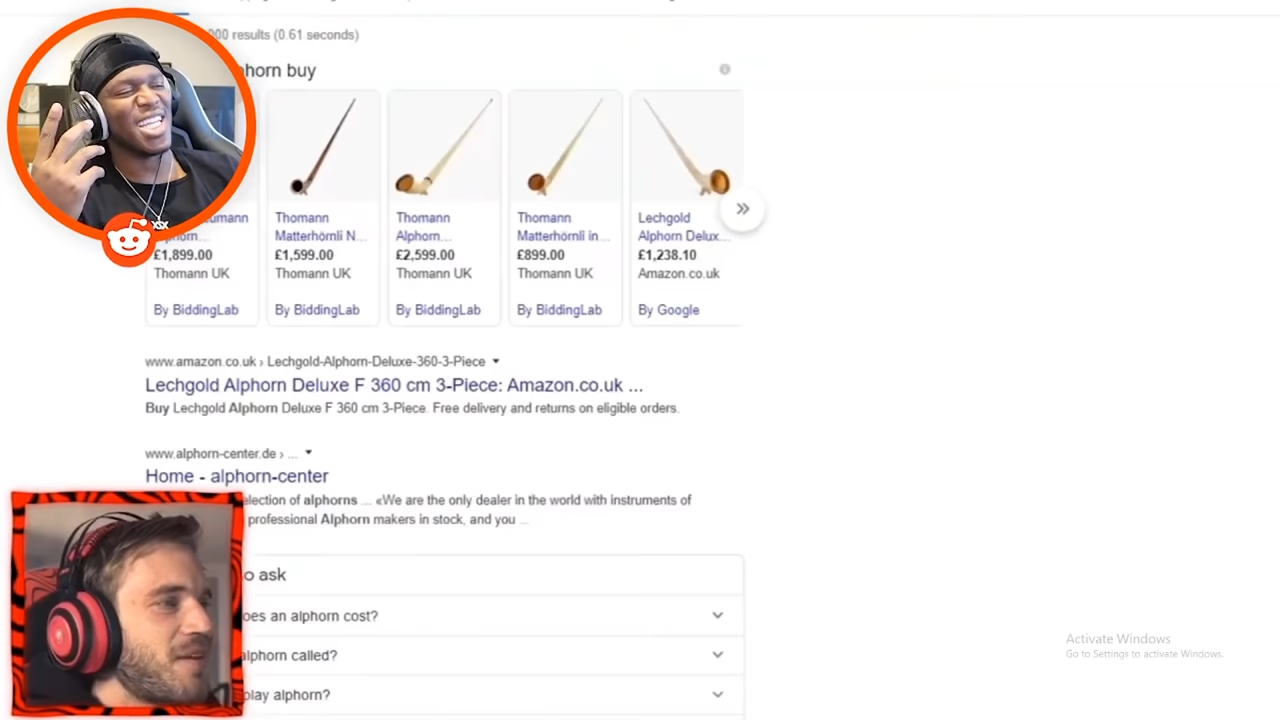 000 results (0.61 seconds)
phorn buy
umann Thomann Thomann Thomann Lechgold
lphorn... Matterhörnli N... Alphorn... Matterhörnli in... Alphorn Delux...
£1,899.00 £1,599.00 £2,599.00 £899.00 £1,238.10
Thomann UK Thomann UK Thomann UK Thomann UK Amazon.co.uk
By BiddingLab By BiddingLab By BiddingLab By BiddingLab By Google
www.amazon.co.uk › Lechgold-Alphorn-Deluxe-360-3-Piece
Lechgold Alphorn Deluxe F 360 cm 3-Piece: Amazon.co.uk ...
Buy Lechgold Alphorn Deluxe F 360 cm 3-Piece. Free delivery and returns on eligible orders.
www.alphorn-center.de › ...
Home - alphorn-center
election of alphorns ... «We are the only dealer in the world with instruments of
professional Alphorn makers in stock, and you ...
o ask
oes an alphorn cost?
alphorn called?
play alphorn?
Activate Windows
Go to Settings to activate Windows.